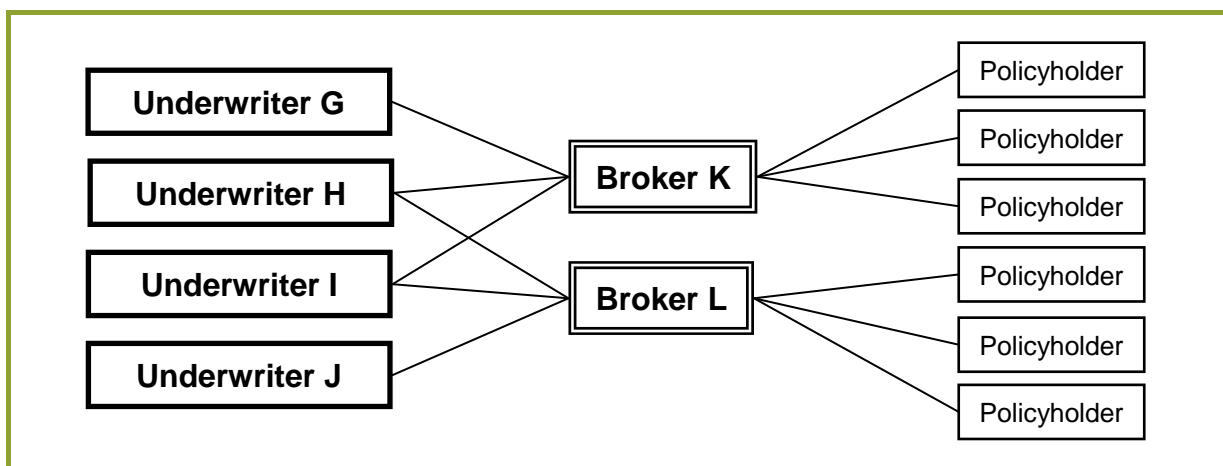 Underwriter G
Underwriter H
Underwriter I
Underwriter J
Broker K
Broker L
Policyholder
Policyholder
Policyholder
Policyholder
Policyholder
Policyholder